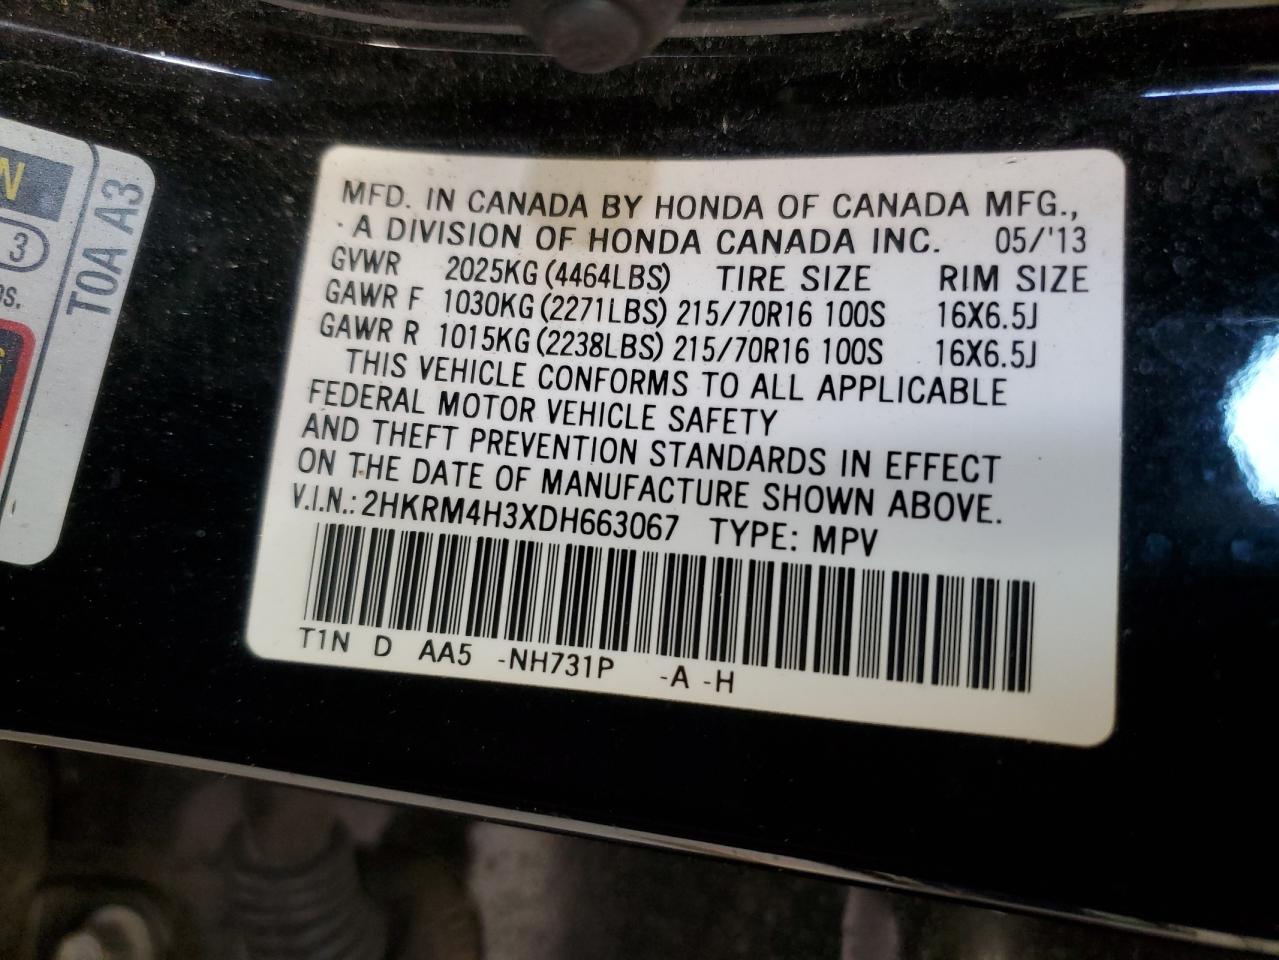 N
3
OS.
T0A A3
MFD. IN CANADA BY HONDA OF CANADA MFG.,
A DIVISION OF HONDA CANADA INC. 05/'13
GVWR 2025KG (4464LBS) TIRE SIZE RIM SIZE
GAWR F 1030KG (2271LBS) 215/70R16 100S 16X6.5J
GAWR R 1015KG (2238LBS) 215/70R16 100S 16X6.5J
THIS VEHICLE CONFORMS TO ALL APPLICABLE
FEDERAL MOTOR VEHICLE SAFETY
AND THEFT PREVENTION STANDARDS IN EFFECT
ON THE DATE OF MANUFACTURE SHOWN ABOVE.
V.I.N.: 2HKRM4H3XDH663067 TYPE: MPV
T1N D AA5 -NH731P -A -H